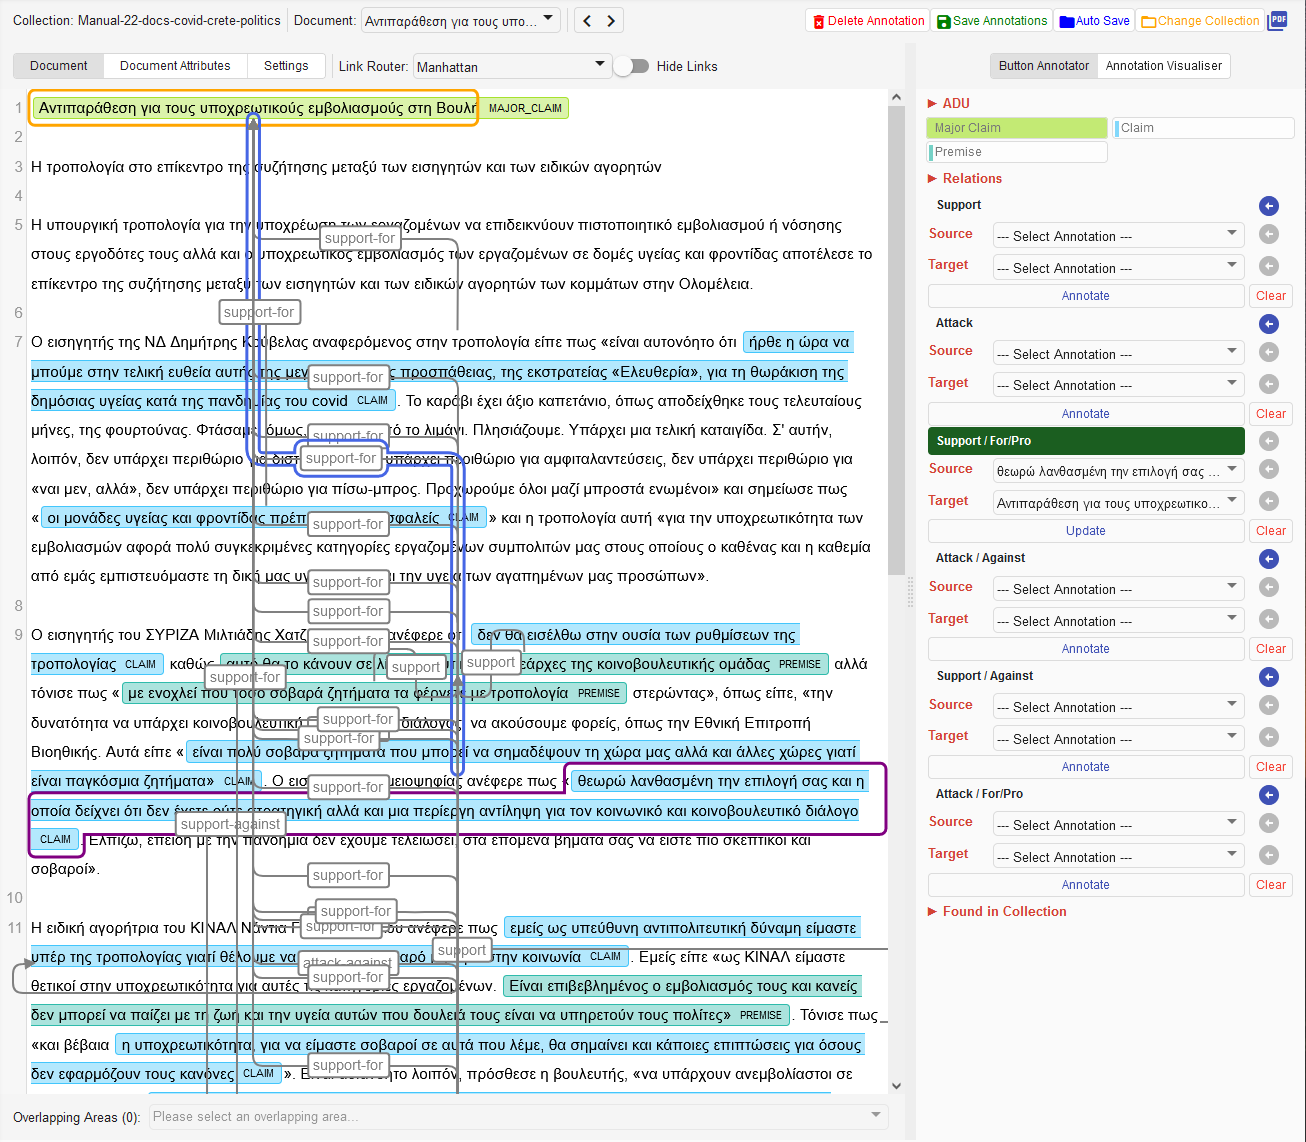 Collection: Manual-22-docs-covid-crete-politics Document: Αντιπαράθεση για τους υπο... Delete Annotation Save Annotations Auto Save Change Collection PDF
Document Document Attributes Settings Link Router: Manhattan Hide Links Button Annotator Annotation Visualiser
1 Αντιπαράθεση για τους υποχρεωτικούς εμβολιασμούς στη Βουλή MAJOR_CLAIM
2
3 Η τροπολογία στο επίκεντρο της συζήτησης μεταξύ των εισηγητών και των ειδικών αγορητών
4
5 Η υπουργική τροπολογία για την υποχρέωση των εργαζομένων να επιδεικνύουν πιστοποιητικό εμβολιασμού ή νόσησης
support-for
στους εργοδότες τους αλλά και ο υποχρεωτικός εμβολιασμός των εργαζομένων σε δομές υγείας και φροντίδας αποτέλεσε το
επίκεντρο της συζήτησης μεταξύ των εισηγητών και των ειδικών αγορητών των κομμάτων στην Ολομέλεια.
6
support-for
7 Ο εισηγητής της ΝΔ Δημήτρης Κούβελας αναφερόμενος στην τροπολογία είπε πως «είναι αυτονόητο ότι ήρθε η ώρα να
μπούμε στην τελική ευθεία αυτής της support-for προσπάθειας, της εκστρατείας «Ελευθερία», για τη θωράκιση της
δημόσιας υγείας κατά της πανδημίας του covid CLAIM . Το καράβι έχει άξιο καπετάνιο, όπως αποδείχθηκε τους τελευταίους
μήνες, της φουρτούνας. Φτάσαμε, όμως, support-for το λιμάνι. Πλησιάζουμε. Υπάρχει μια τελική καταιγίδα. Σ' αυτήν,
λοιπόν, δεν υπάρχει περιθώριο για support-for υπάρχει περιθώριο για αμφιταλαντεύσεις, δεν υπάρχει περιθώριο για
«ναι μεν, αλλά», δεν υπάρχει περιθώριο για πίσω-μπρος. Προχωρούμε όλοι μαζί μπροστά ενωμένοι» και σημείωσε πως
« οι μονάδες υγείας και φροντίδας support-for ασφαλείς CLAIM » και η τροπολογία αυτή «για την υποχρεωτικότητα των
εμβολιασμών αφορά πολύ συγκεκριμένες κατηγορίες εργαζομένων συμπολιτών μας στους οποίους ο καθένας και η καθεμία
από εμάς εμπιστευόμαστε τη δική μας support-for την υγεία των αγαπημένων μας προσώπων».
8
support-for
9 Ο εισηγητής του ΣΥΡΙΖΑ Μιλτιάδης support-for ανέφερε ότι δεν θα εισέλθω στην ουσία των ρυθμίσεων της
τροπολογίας CLAIM καθώς αυτό θα το κάνουν σε support support της κοινοβουλευτικής ομάδας PREMISE αλλά
support-for
τόνισε πως « με ενοχλεί που τόσο σοβαρά ζητήματα τα φέρνετε με τροπολογία PREMISE στερώντας», όπως είπε, «την
δυνατότητα να υπάρχει κοινοβουλευτική support-for διάλογος, να ακούσουμε φορείς, όπως την Εθνική Επιτροπή
support-for
Βιοηθικής. Αυτά είπε « είναι πολύ σοβαρά ζητήματα που μπορεί να σημαδέψουν τη χώρα μας αλλά και άλλες χώρες γιατί
είναι παγκόσμια ζητήματα» CLAIM . Ο support-for μειοψηφίας ανέφερε πως « θεωρώ λανθασμένη την επιλογή σας και η
οποία δείχνει ότι δεν έχετε ούτε στρατηγική αλλά και μια περίεργη αντίληψη για τον κοινωνικό και κοινοβουλευτικό διάλογο
support-against
CLAIM . Ελπίζω, επειδή με την πανδημία δεν έχουμε τελειώσει, στα επόμενα βήματά σας να είστε πιο σκεπτικοί και
σοβαροί».
support-for
10
support-for
11 Η ειδική αγορήτρια του ΚΙΝΑΛ Νάντια support-for ανέφερε πως εμείς ως υπεύθυνη αντιπολιτευτική δύναμη είμαστε
υπέρ της τροπολογίας γιατί θέλουμε να attack-against support στην κοινωνία CLAIM . Εμείς είπε «ως ΚΙΝΑΛ είμαστε
support-for
θετικοί στην υποχρεωτικότητα για αυτές τις κατηγορίες εργαζομένων. Είναι επιβεβλημένος ο εμβολιασμός τους και κανείς
δεν μπορεί να παίζει με τη ζωή και την υγεία αυτών που δουλειά τους είναι να υπηρετούν τους πολίτες» PREMISE . Τόνισε πως
«και βέβαια η υποχρεωτικότητα, για να είμαστε σοβαροί σε αυτά που λέμε, θα σημαίνει και κάποιες επιπτώσεις για όσους
δεν εφαρμόζουν τους κανόνες CLAIM ». support-for λοιπόν, πρόσθεσε η βουλευτής, «να υπάρχουν ανεμβολίαστοι σε
Overlapping Areas (0): Please select an overlapping area...
ADU
Major Claim Claim
Premise
Relations
Support
Source --- Select Annotation ---
Target --- Select Annotation ---
Annotate Clear
Attack
Source --- Select Annotation ---
Target --- Select Annotation ---
Annotate Clear
Support / For/Pro
Source θεωρώ λανθασμένη την επιλογή σας ...
Target Αντιπαράθεση για τους υποχρεωτικο...
Update Clear
Attack / Against
Source --- Select Annotation ---
Target --- Select Annotation ---
Annotate Clear
Support / Against
Source --- Select Annotation ---
Target --- Select Annotation ---
Annotate Clear
Attack / For/Pro
Source --- Select Annotation ---
Target --- Select Annotation ---
Annotate Clear
Found in Collection